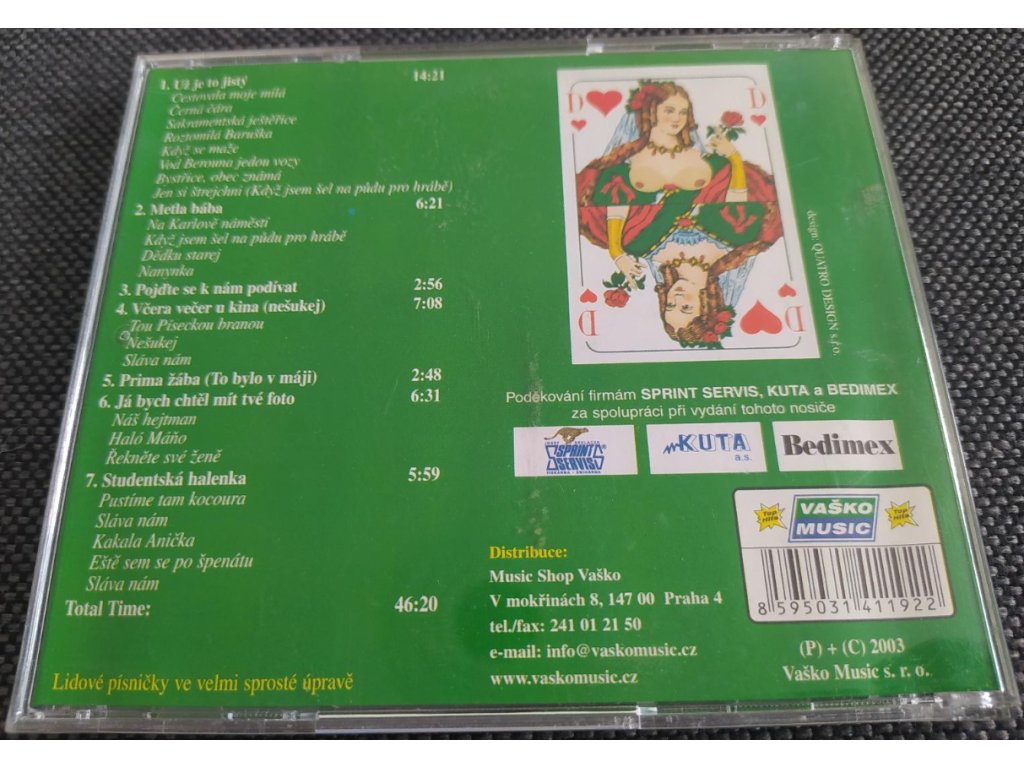 1. Už je to jistý 14:21
Cestovala moje milá
Černá čára
Sakramentská ještěřice
Roztomilá Baruška
Když se maže
Vod Berouna jedou vozy
Bystřice, obec známá
Jen si štrejchni (Když jsem šel na půdu pro hrábě)
2. Metla bába 6:21
Na Karlově náměstí
Když jsem šel na půdu pro hrábě
Dědku starej
Nanynka
3. Pojďte se k nám podívat 2:56
4. Včera večer u kina (nešukej) 7:08
Tou Píseckou branou
Nešukej
Sláva nám
5. Prima žába (To bylo v máji) 2:48
6. Já bych chtěl mít tvé foto 6:31
Náš hejtman
Haló Máňo
Řekněte své ženě
7. Studentská halenka 5:59
Pustíme tam kocoura
Sláva nám
Kakala Anička
Eště sem se po špenátu
Sláva nám
Total Time: 46:20
Lidové písničky ve velmi sprosté úpravě
D D
D D
design: QUATRO DESIGN s.r.o.
Poděkování firmám SPRINT SERVIS, KUTA a BEDIMEX
za spolupráci při vydání tohoto nosiče
SPRINT
SERVIS
KUTA
a.s.
Bedimex
Top Hits
VAŠKO
MUSIC
Top Hits
8 595031 411922
Distribuce:
Music Shop Vaško
V mokřinách 8, 147 00 Praha 4
tel./fax: 241 01 21 50
e-mail: info@vaskomusic.cz
www.vaskomusic.cz
(P) + (C) 2003
Vaško Music s. r. o.